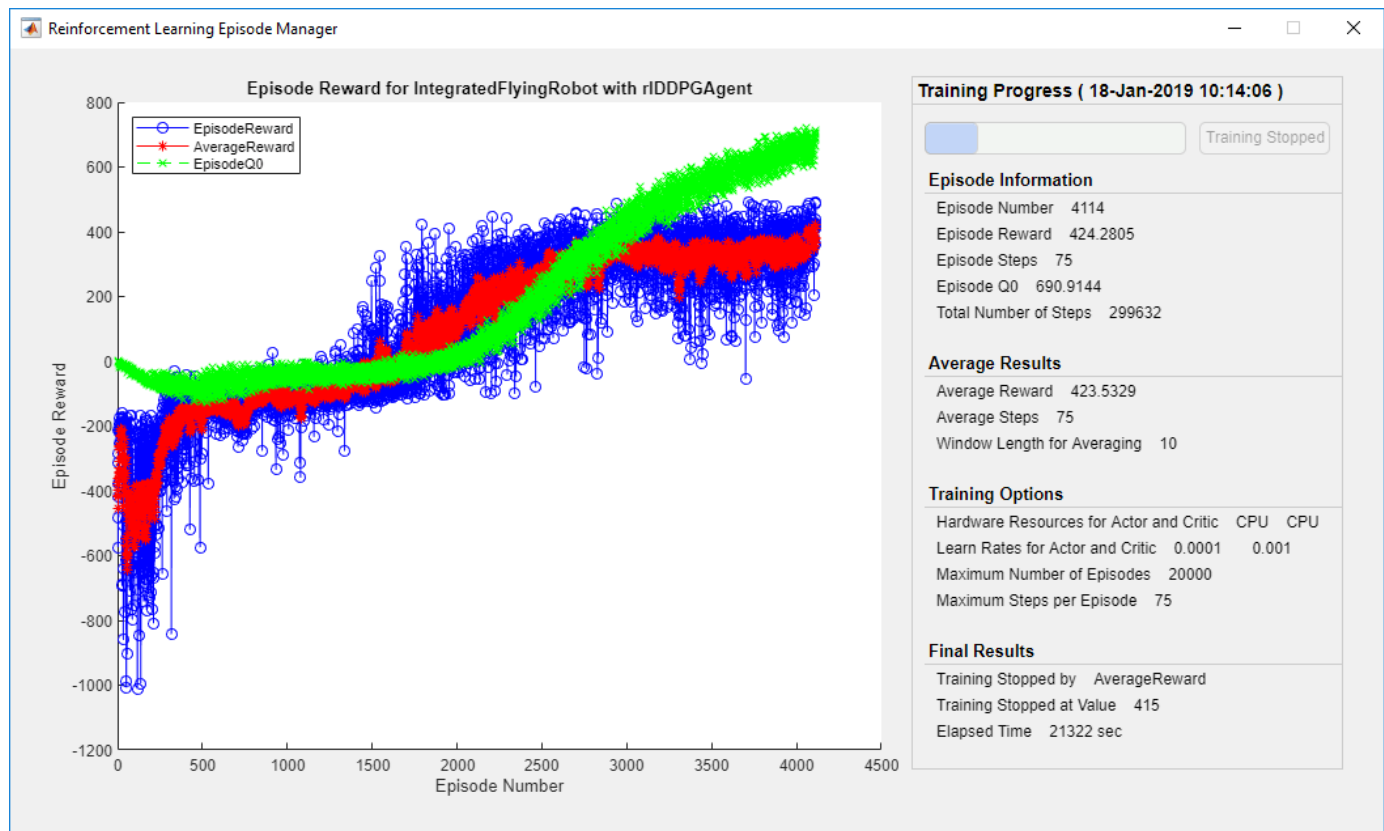 Reinforcement Learning Episode Manager
Episode Reward for IntegratedFlyingRobot with rlDDPGAgent
EpisodeReward
AverageReward
EpisodeQ0
800
600
400
200
0
-200
-400
-600
-800
-1000
-1200
Episode Reward
0 500 1000 1500 2000 2500 3000 3500 4000 4500
Episode Number
Training Progress ( 18-Jan-2019 10:14:06 )
Training Stopped
Episode Information
Episode Number 4114
Episode Reward 424.2805
Episode Steps 75
Episode Q0 690.9144
Total Number of Steps 299632
Average Results
Average Reward 423.5329
Average Steps 75
Window Length for Averaging 10
Training Options
Hardware Resources for Actor and Critic CPU CPU
Learn Rates for Actor and Critic 0.0001 0.001
Maximum Number of Episodes 20000
Maximum Steps per Episode 75
Final Results
Training Stopped by AverageReward
Training Stopped at Value 415
Elapsed Time 21322 sec